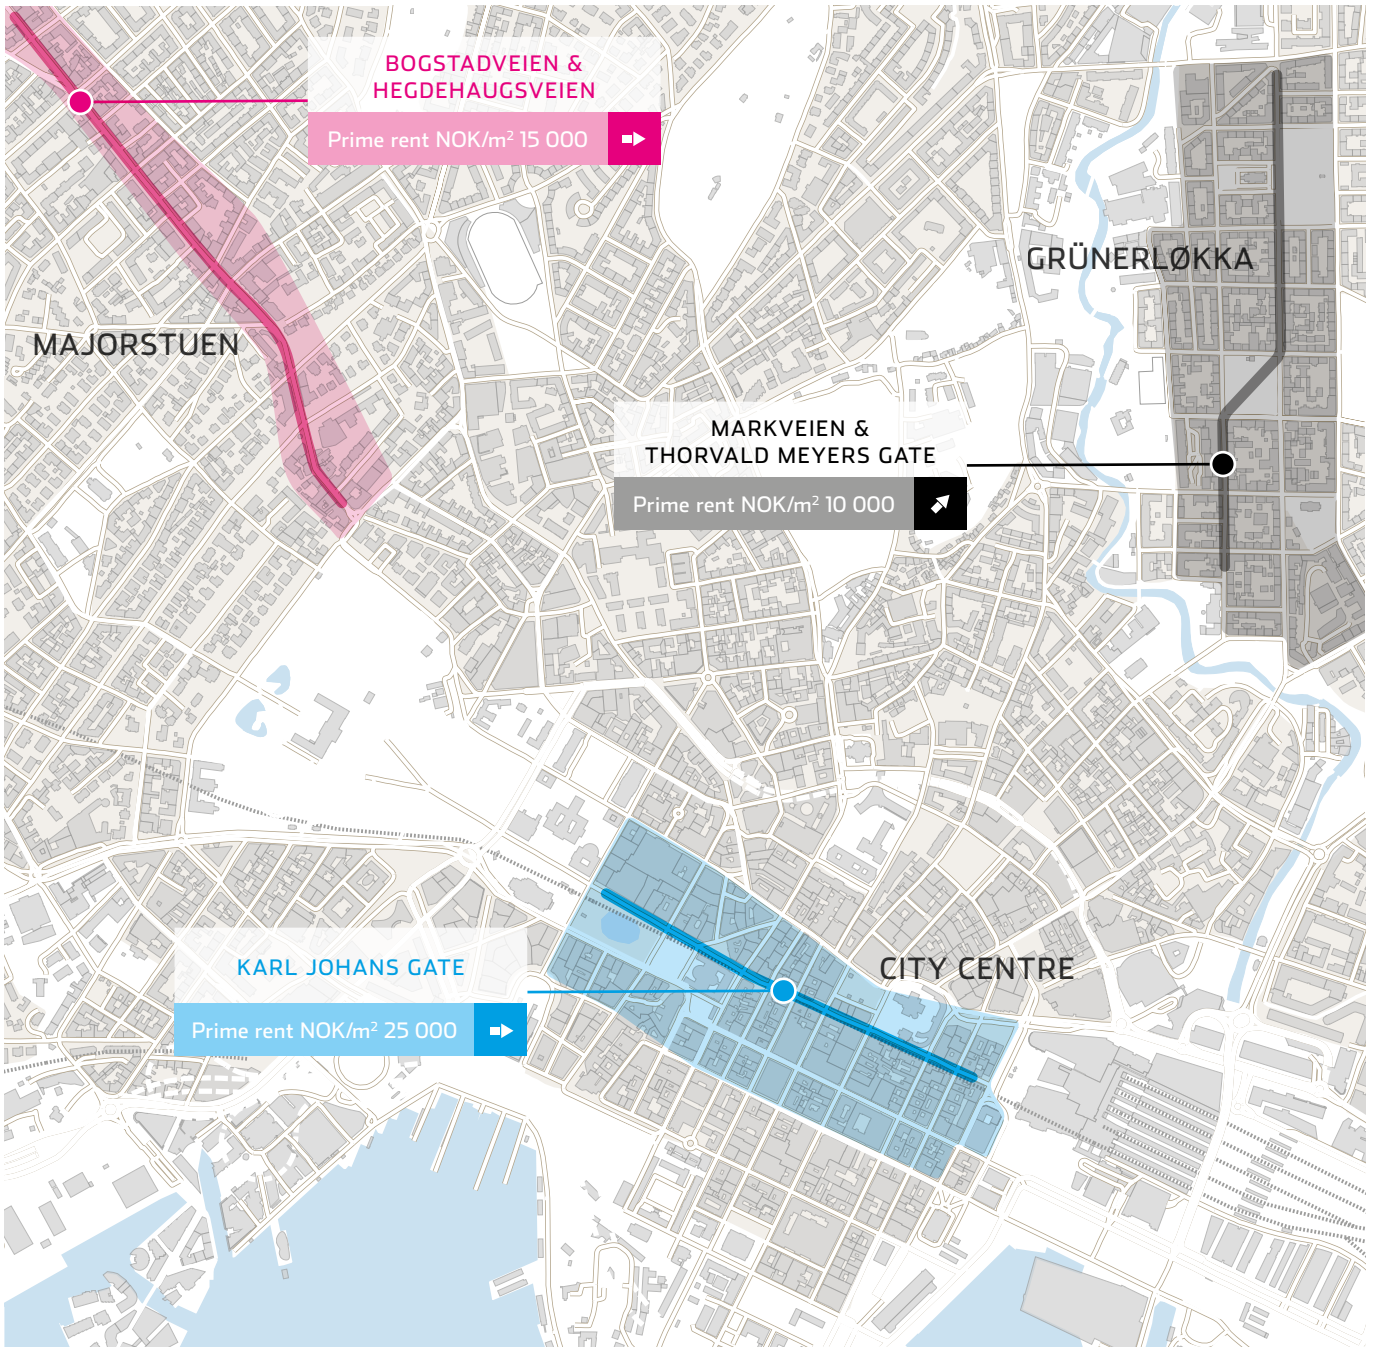 BOGSTADVEIEN &
HEGDEHAUGSVEIEN
Prime rent NOK/m² 15 000
GRÜNERLØKKA
MAJORSTUEN
MARKVEIEN &
THORVALD MEYERS GATE
Prime rent NOK/m² 10 000
KARL JOHANS GATE
Prime rent NOK/m² 25 000
CITY CENTRE